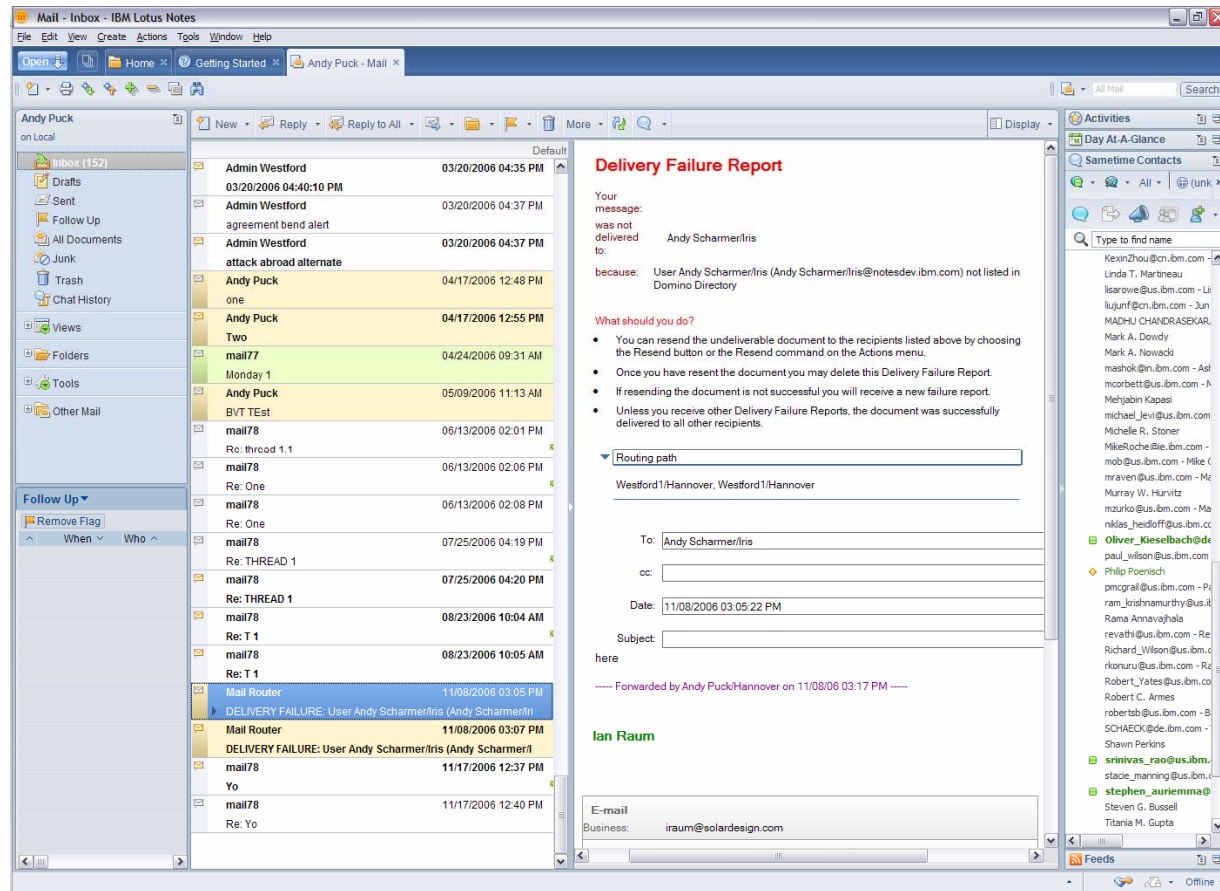 Mail - Inbox - IBM Lotus Notes
File Edit View Create Actions Tools Window Help
Open Home Getting Started Andy Puck - Mail
All Mail Search
Andy Puck
on Local
Inbox (152)
Drafts
Sent
Follow Up
All Documents
Junk
Trash
Chat History
Views
Folders
Tools
Other Mail
Follow Up
Remove Flag
When Who
New Reply Reply to All More Display
Default
Admin Westford 03/20/2006 04:35 PM
03/20/2006 04:40:10 PM
Admin Westford 03/20/2006 04:37 PM
agreement bend alert
Admin Westford 03/20/2006 04:37 PM
attack abroad alternate
Andy Puck 04/17/2006 12:48 PM
one
Andy Puck 04/17/2006 12:55 PM
Two
mail77 04/24/2006 09:31 AM
Monday 1
Andy Puck 05/09/2006 11:13 AM
BVT TEst
mail78 06/13/2006 02:01 PM
Re: thread 1.1
mail78 06/13/2006 02:06 PM
Re: One
mail78 06/13/2006 02:08 PM
Re: One
mail78 07/25/2006 04:19 PM
Re: THREAD 1
mail78 07/25/2006 04:20 PM
Re: THREAD 1
mail78 08/23/2006 10:04 AM
Re: T 1
mail78 08/23/2006 10:05 AM
Re: T 1
Mail Router 11/08/2006 03:05 PM
DELIVERY FAILURE: User Andy Scharmer/Iris (Andy Scharmer/Iri
Mail Router 11/08/2006 03:07 PM
DELIVERY FAILURE: User Andy Scharmer/Iris (Andy Scharmer/I
mail78 11/17/2006 12:37 PM
Yo
mail78 11/17/2006 12:40 PM
Re: Yo
Delivery Failure Report
Your
message:
was not
delivered
to: Andy Scharmer/Iris
because: User Andy Scharmer/Iris (Andy Scharmer/Iris@notesdev.ibm.com) not listed in
Domino Directory
What should you do?
• You can resend the undeliverable document to the recipients listed above by choosing
the Resend button or the Resend command on the Actions menu.
• Once you have resent the document you may delete this Delivery Failure Report.
• If resending the document is not successful you will receive a new failure report.
• Unless you receive other Delivery Failure Reports, the document was successfully
delivered to all other recipients.
Routing path
Westford1/Hannover, Westford1/Hannover
To: Andy Scharmer/Iris
cc:
Date: 11/08/2006 03:05:22 PM
Subject:
here
----- Forwarded by Andy Puck/Hannover on 11/08/06 03:17 PM -----
Ian Raum
E-mail
Business: iraum@solardesign.com
Activities
Day At-A-Glance
Sametime Contacts
All (unk
Type to find name
KexinZhou@cn.ibm.com -
Linda T. Martineau
lisarowe@us.ibm.com - Li
liujunf@cn.ibm.com - Jun
MADHU CHANDRASEKAR
Mark A. Dowdy
Mark A. Nowacki
mashok@in.ibm.com - Ash
mcorbett@us.ibm.com - M
Mehjabin Kapasi
michael_levi@us.ibm.com
Michelle R. Stoner
MikeRoche@ie.ibm.com -
mob@us.ibm.com - Mike
mraven@us.ibm.com - Ma
Murray W. Hurvitz
mzurko@us.ibm.com - Ma
niklas_heidloff@us.ibm.co
Oliver_Kieselbach@de
paul_wilson@us.ibm.com
Philip Poenisch
pmcgrail@us.ibm.com - Pa
ram_krishnamurthy@us.ib
Rama Annavajhala
revathi@us.ibm.com - Re
Richard_Wilson@us.ibm.c
rkonuru@us.ibm.com - Ra
Robert_Yates@us.ibm.co
Robert C. Armes
robertsb@us.ibm.com - B
SCHAECK@de.ibm.com -
Shawn Perkins
srinivas_rao@us.ibm.
stacie_manning@us.ibm.c
stephen_auriemma@
Steven G. Bussell
Titania M. Gupta
Feeds
Offline